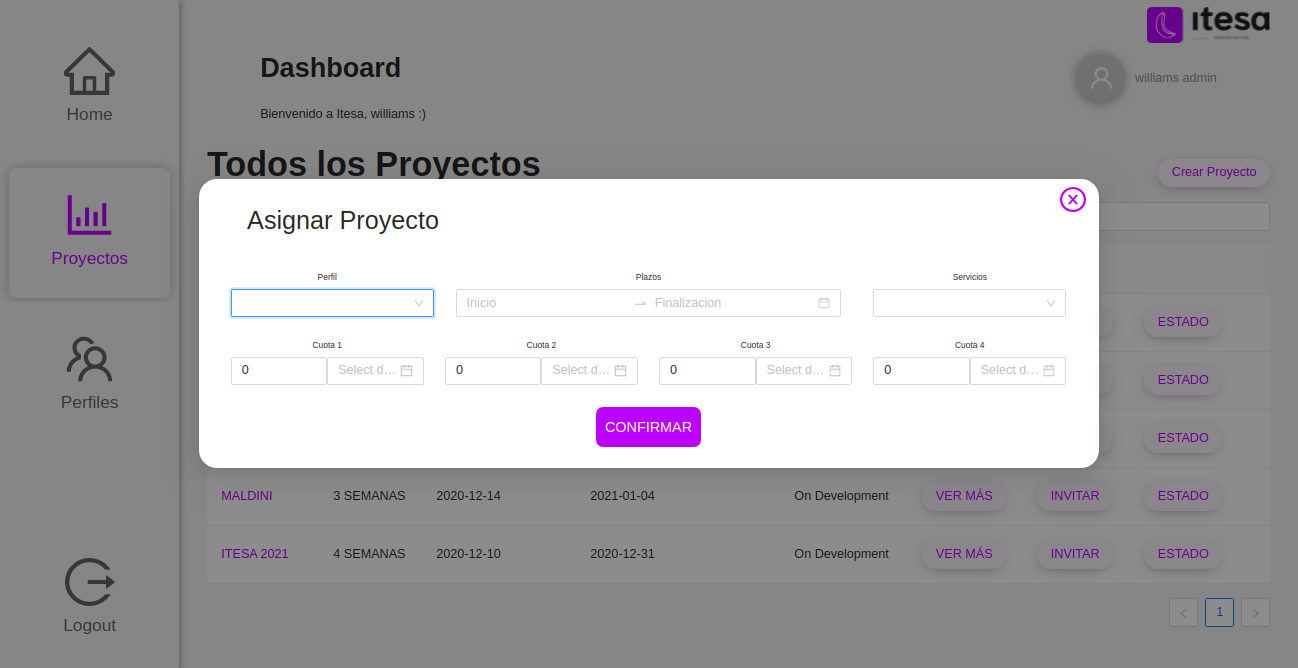 itesa
Home
Dashboard
williams admin
Bienvenido a Itesa, williams :)
Todos los Proyectos
Crear Proyecto
Asignar Proyecto
Proyectos
Perfil
Plazos
Servicios
Inicio
Finalizacion
ESTADO
Cuota 1
Cuota 2
Cuota 3
Cuota 4
0 Select d...
0 Select d...
0 Select d...
0 Select d...
ESTADO
Perfiles
CONFIRMAR
ESTADO
MALDINI 3 SEMANAS 2020-12-14 2021-01-04 On Development VER MÁS INVITAR ESTADO
ITESA 2021 4 SEMANAS 2020-12-10 2020-12-31 On Development VER MÁS INVITAR ESTADO
Logout
< 1 >